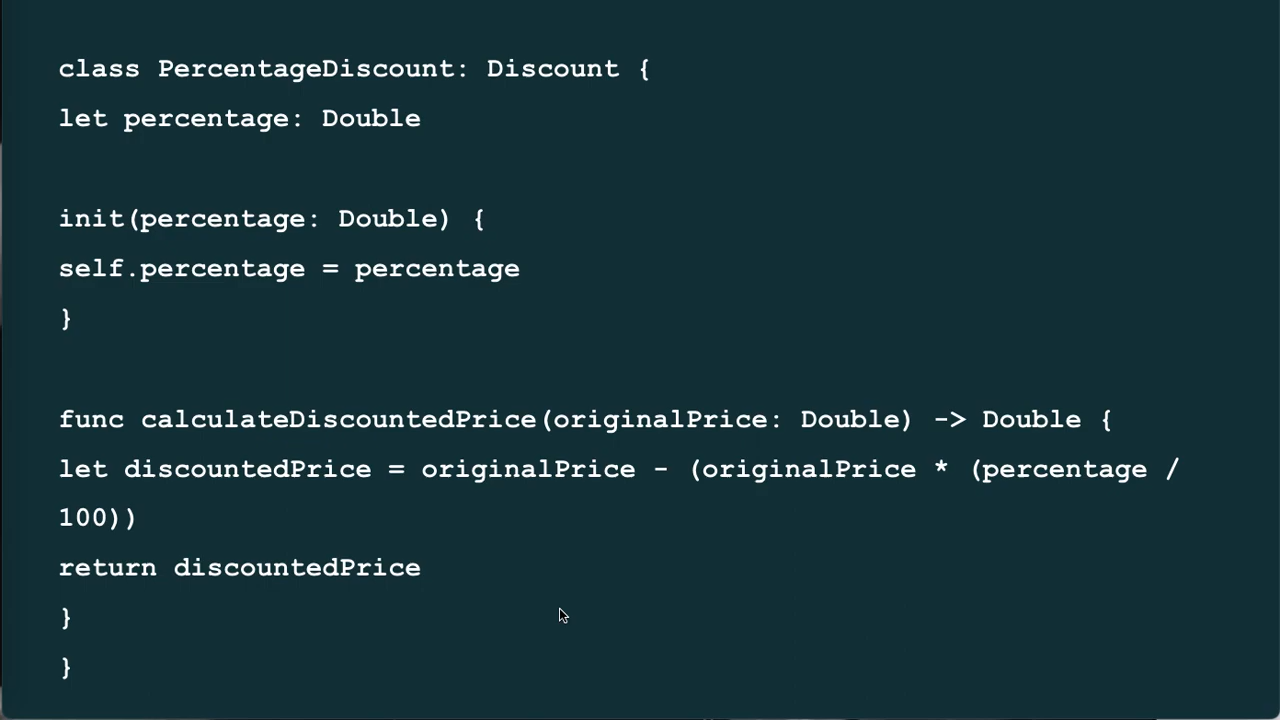 class PercentageDiscount: Discount {
let percentage: Double
init(percentage: Double) {
self.percentage = percentage
}
func calculateDiscountedPrice(originalPrice: Double) -> Double {
let discountedPrice = originalPrice - (originalPrice * (percentage /
100))
return discountedPrice
}
}